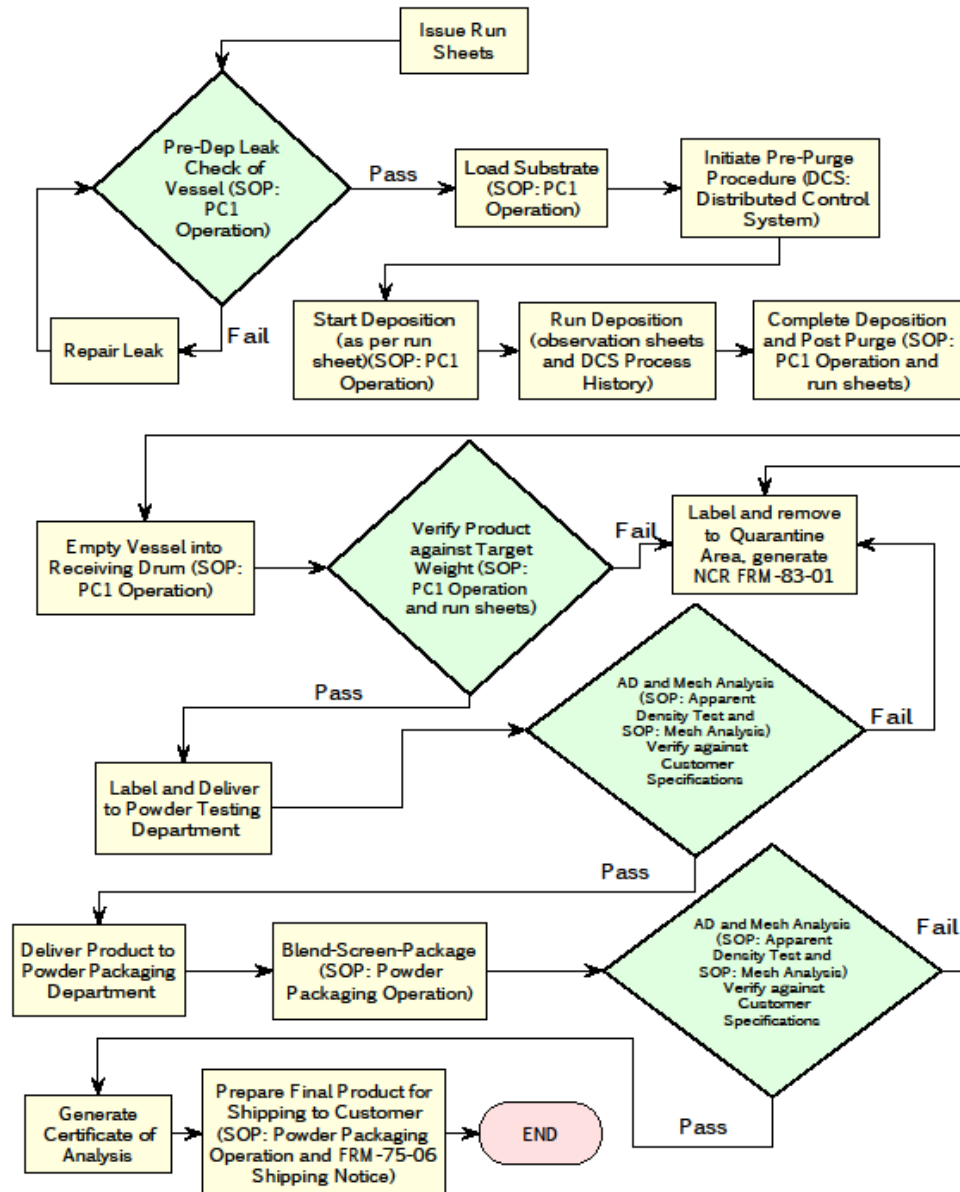 Issue Run
Sheets
Pre-Dep Leak
Check of
Vessel (SOP:
PC1
Operation)
Pass
Load Substrate
(SOP: PC1
Operation)
Initiate Pre-Purge
Procedure (DCS:
Distributed Control
System)
Fail
Repair Leak
Start Deposition
(as per run
sheet)(SOP: PC1
Operation)
Run Deposition
(observation sheets
and DCS Process
History)
Complete Deposition
and Post Purge (SOP:
PC1 Operation and
run sheets)
Empty Vessel into
Receiving Drum (SOP:
PC1 Operation)
Verify Product
against Target
Weight (SOP:
PC1 Operation
and run sheets)
Fail
Label and remove
to Quarantine
Area, generate
NCR FRM-83-01
Pass
Label and Deliver
to Powder Testing
Department
AD and Mesh Analysis
(SOP: Apparent
Density Test and
SOP: Mesh Analysis)
Verify against
Customer
Specifications
Fail
Pass
Deliver Product to
Powder Packaging
Department
Blend-Screen-Package
(SOP: Powder
Packaging Operation)
AD and Mesh Analysis
(SOP: Apparent
Density Test and
SOP: Mesh Analysis)
Verify against
Customer
Specifications
Fail
Pass
Generate
Certificate of
Analysis
Prepare Final Product for
Shipping to Customer
(SOP: Powder Packaging
Operation and FRM-75-06
Shipping Notice)
END